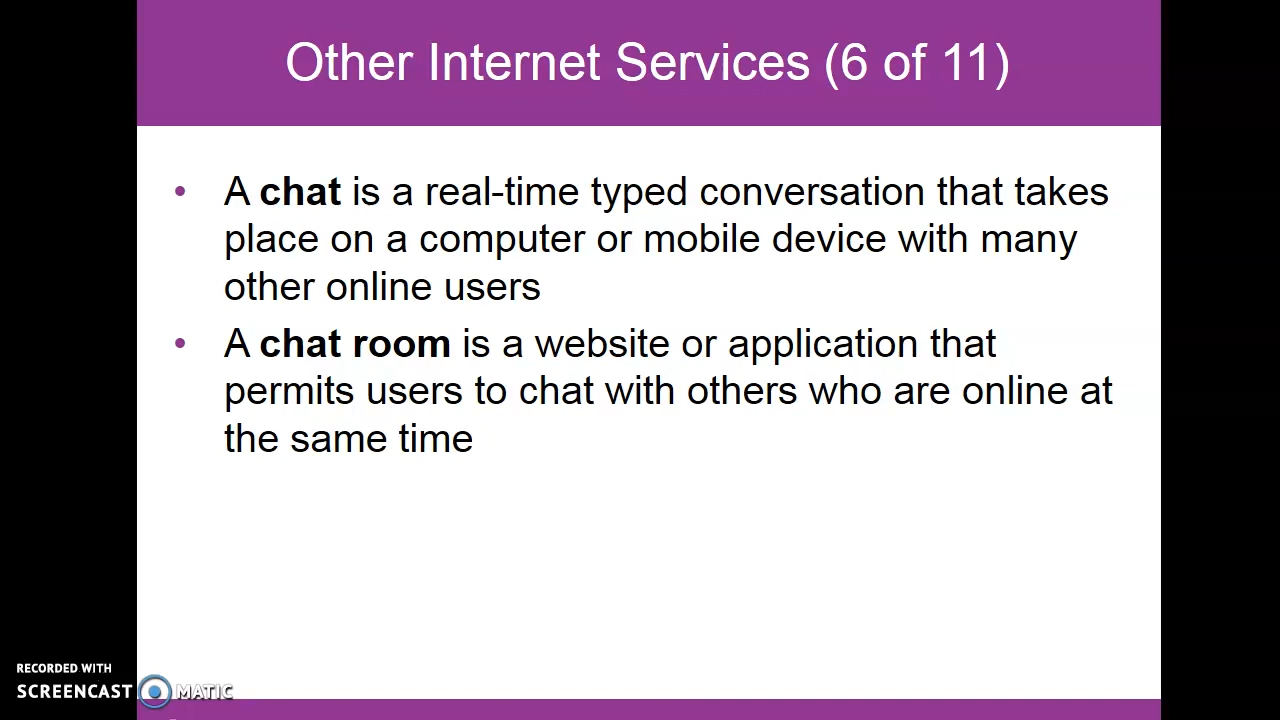 Other Internet Services (6 of 11)
• A chat is a real-time typed conversation that takes
place on a computer or mobile device with many
other online users
• A chat room is a website or application that
permits users to chat with others who are online at
the same time
RECORDED WITH
SCREENCAST MATIC